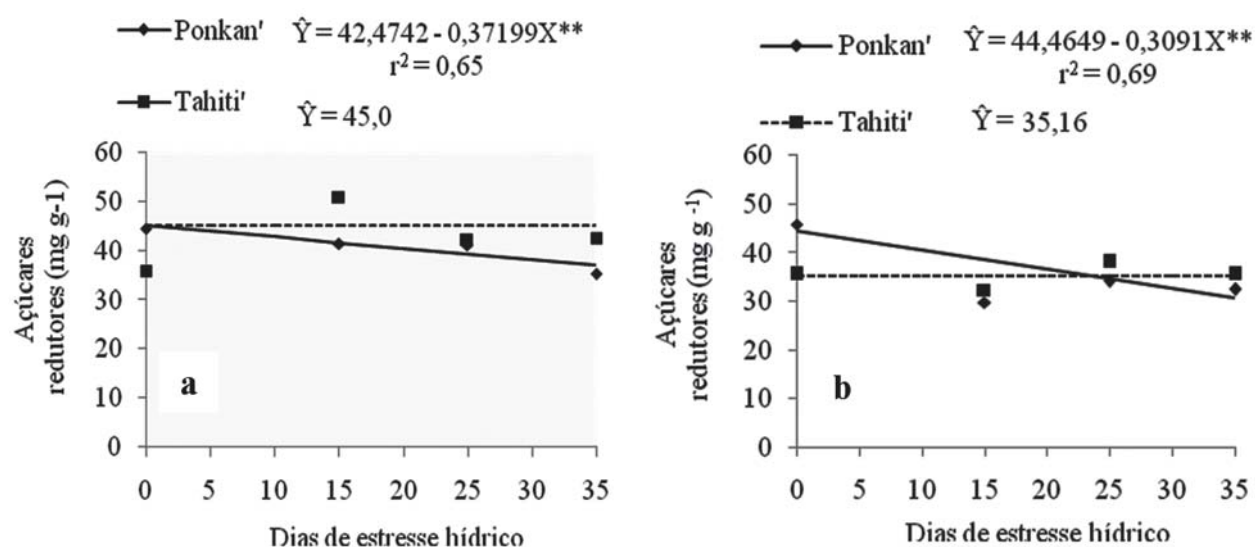 Ponkan' Ŷ = 42,4742 - 0,37199X**
r² = 0,65
Tahiti' Ŷ = 45,0
Açúcares
redutores (mg g-1)
60
50
40
30
20
10
0
a
0 5 10 15 20 25 30 35
Dias de estresse hídrico
Ponkan' Ŷ = 44,4649 - 0,3091X**
r² = 0,69
Tahiti' Ŷ = 35,16
Açúcares
redutores (mg g ⁻¹)
60
50
40
30
20
10
0
b
0 5 10 15 20 25 30 35
Dias de estresse hídrico